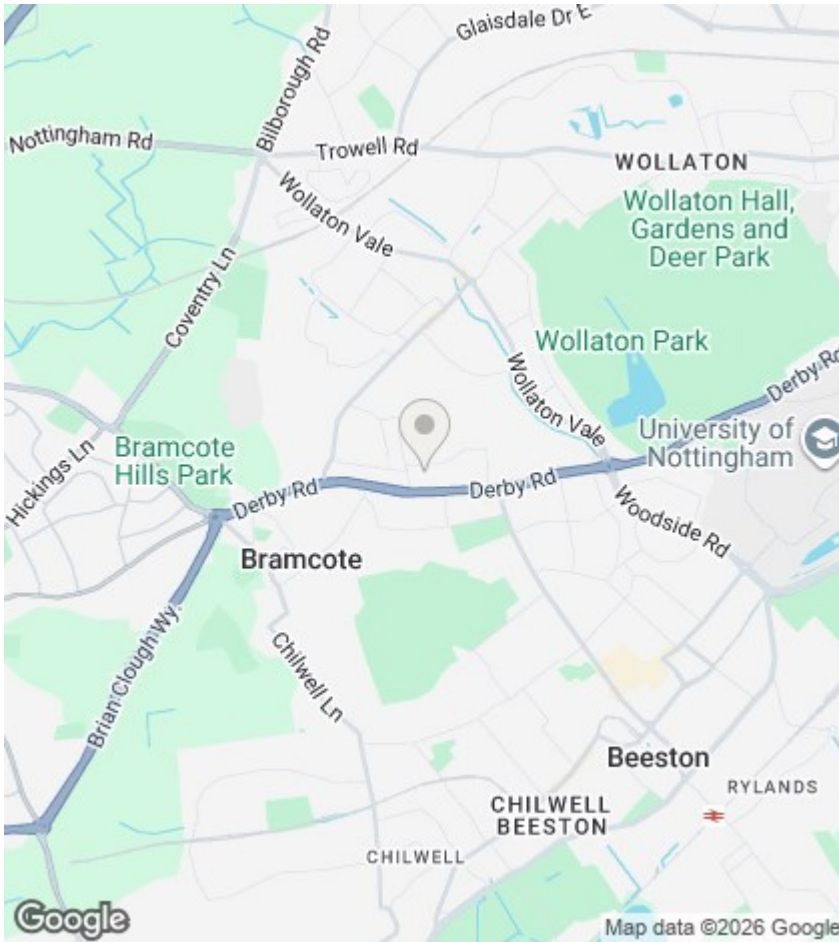 Glaisdale Dr E
Bilborough Rd
Nottingham Rd
Trowell Rd
WOLLATON
Wollaton Vale
Wollaton Hall,
Gardens and
Deer Park
Coventry Ln
Wollaton Park
Wollaton Vale
Derby Rd
University of
Nottingham
Hickings Ln
Bramcote
Hills Park
Derby Rd
Derby Rd
Woodside Rd
Bramcote
Chilwell Ln
Brian Clough Wy.
Beeston
RYLANDS
CHILWELL
BEESTON
CHILWELL
Google
Map data ©2026 Google